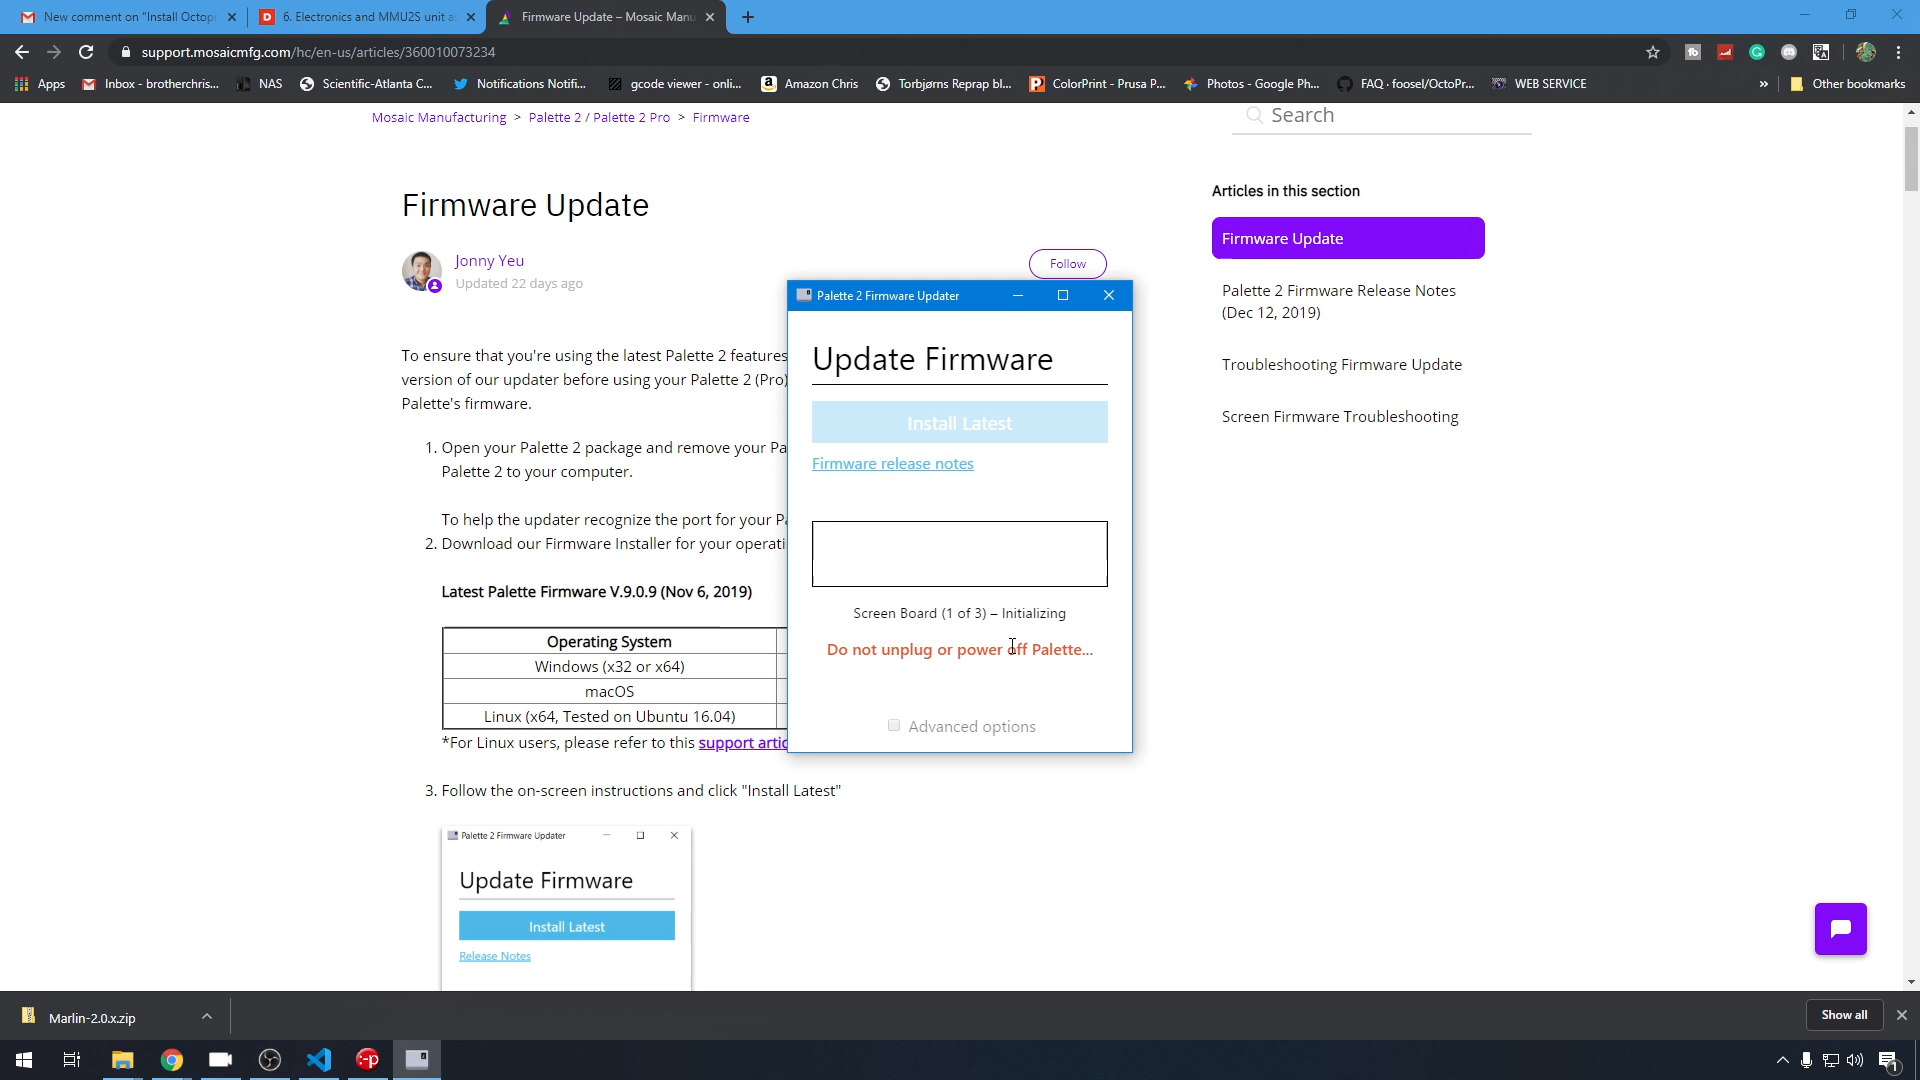 New comment on "Install Octopr
6. Electronics and MMU2S unit as
Firmware Update – Mosaic Manu
support.mosaicmfg.com/hc/en-us/articles/360010073234
Apps
Inbox - brotherchris...
NAS
Scientific-Atlanta C...
Notifications Notifi...
gcode viewer - onli...
Amazon Chris
Torbjørns Reprap bl...
ColorPrint - Prusa P...
Photos - Google Ph...
FAQ · foosel/OctoPr...
WEB SERVICE
»
Other bookmarks
Mosaic Manufacturing > Palette 2 / Palette 2 Pro > Firmware
Search
Firmware Update
Jonny Yeu
Updated 22 days ago
Follow
To ensure that you're using the latest Palette 2 features
version of our updater before using your Palette 2 (Pro)
Palette's firmware.
1. Open your Palette 2 package and remove your Pa
Palette 2 to your computer.
To help the updater recognize the port for your Pa
2. Download our Firmware Installer for your operati
Latest Palette Firmware V.9.0.9 (Nov 6, 2019)
Operating System
Windows (x32 or x64)
macOS
Linux (x64, Tested on Ubuntu 16.04)
*For Linux users, please refer to this support artic
3. Follow the on-screen instructions and click "Install Latest"
Palette 2 Firmware Updater
Update Firmware
Install Latest
Release Notes
Palette 2 Firmware Updater
Update Firmware
Install Latest
Firmware release notes
Screen Board (1 of 3) – Initializing
Do not unplug or power off Palette...
Advanced options
Articles in this section
Firmware Update
Palette 2 Firmware Release Notes
(Dec 12, 2019)
Troubleshooting Firmware Update
Screen Firmware Troubleshooting
Marlin-2.0.x.zip
Show all
:-p
1